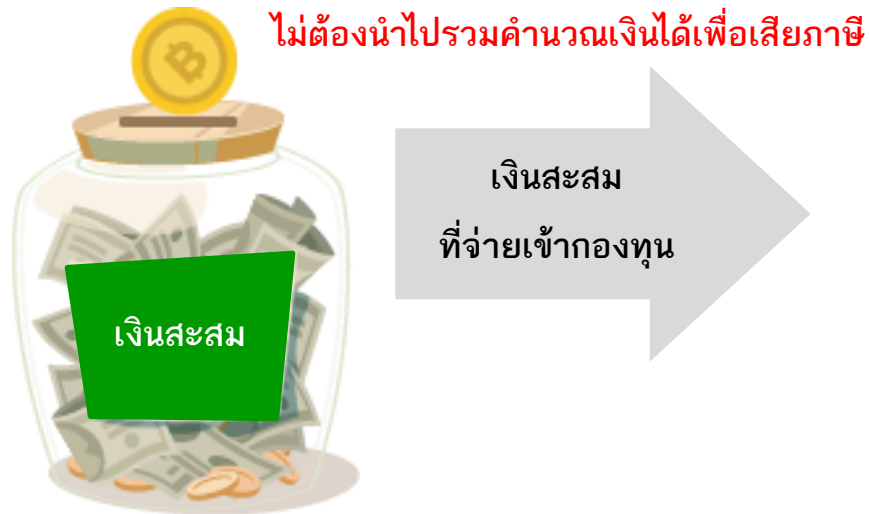 ไม่ต้องนำไปรวมคำนวณเงินได้เพื่อเสียภาษี
เงินสะสม
ที่จ่ายเข้ากองทุน
เงินสะสม